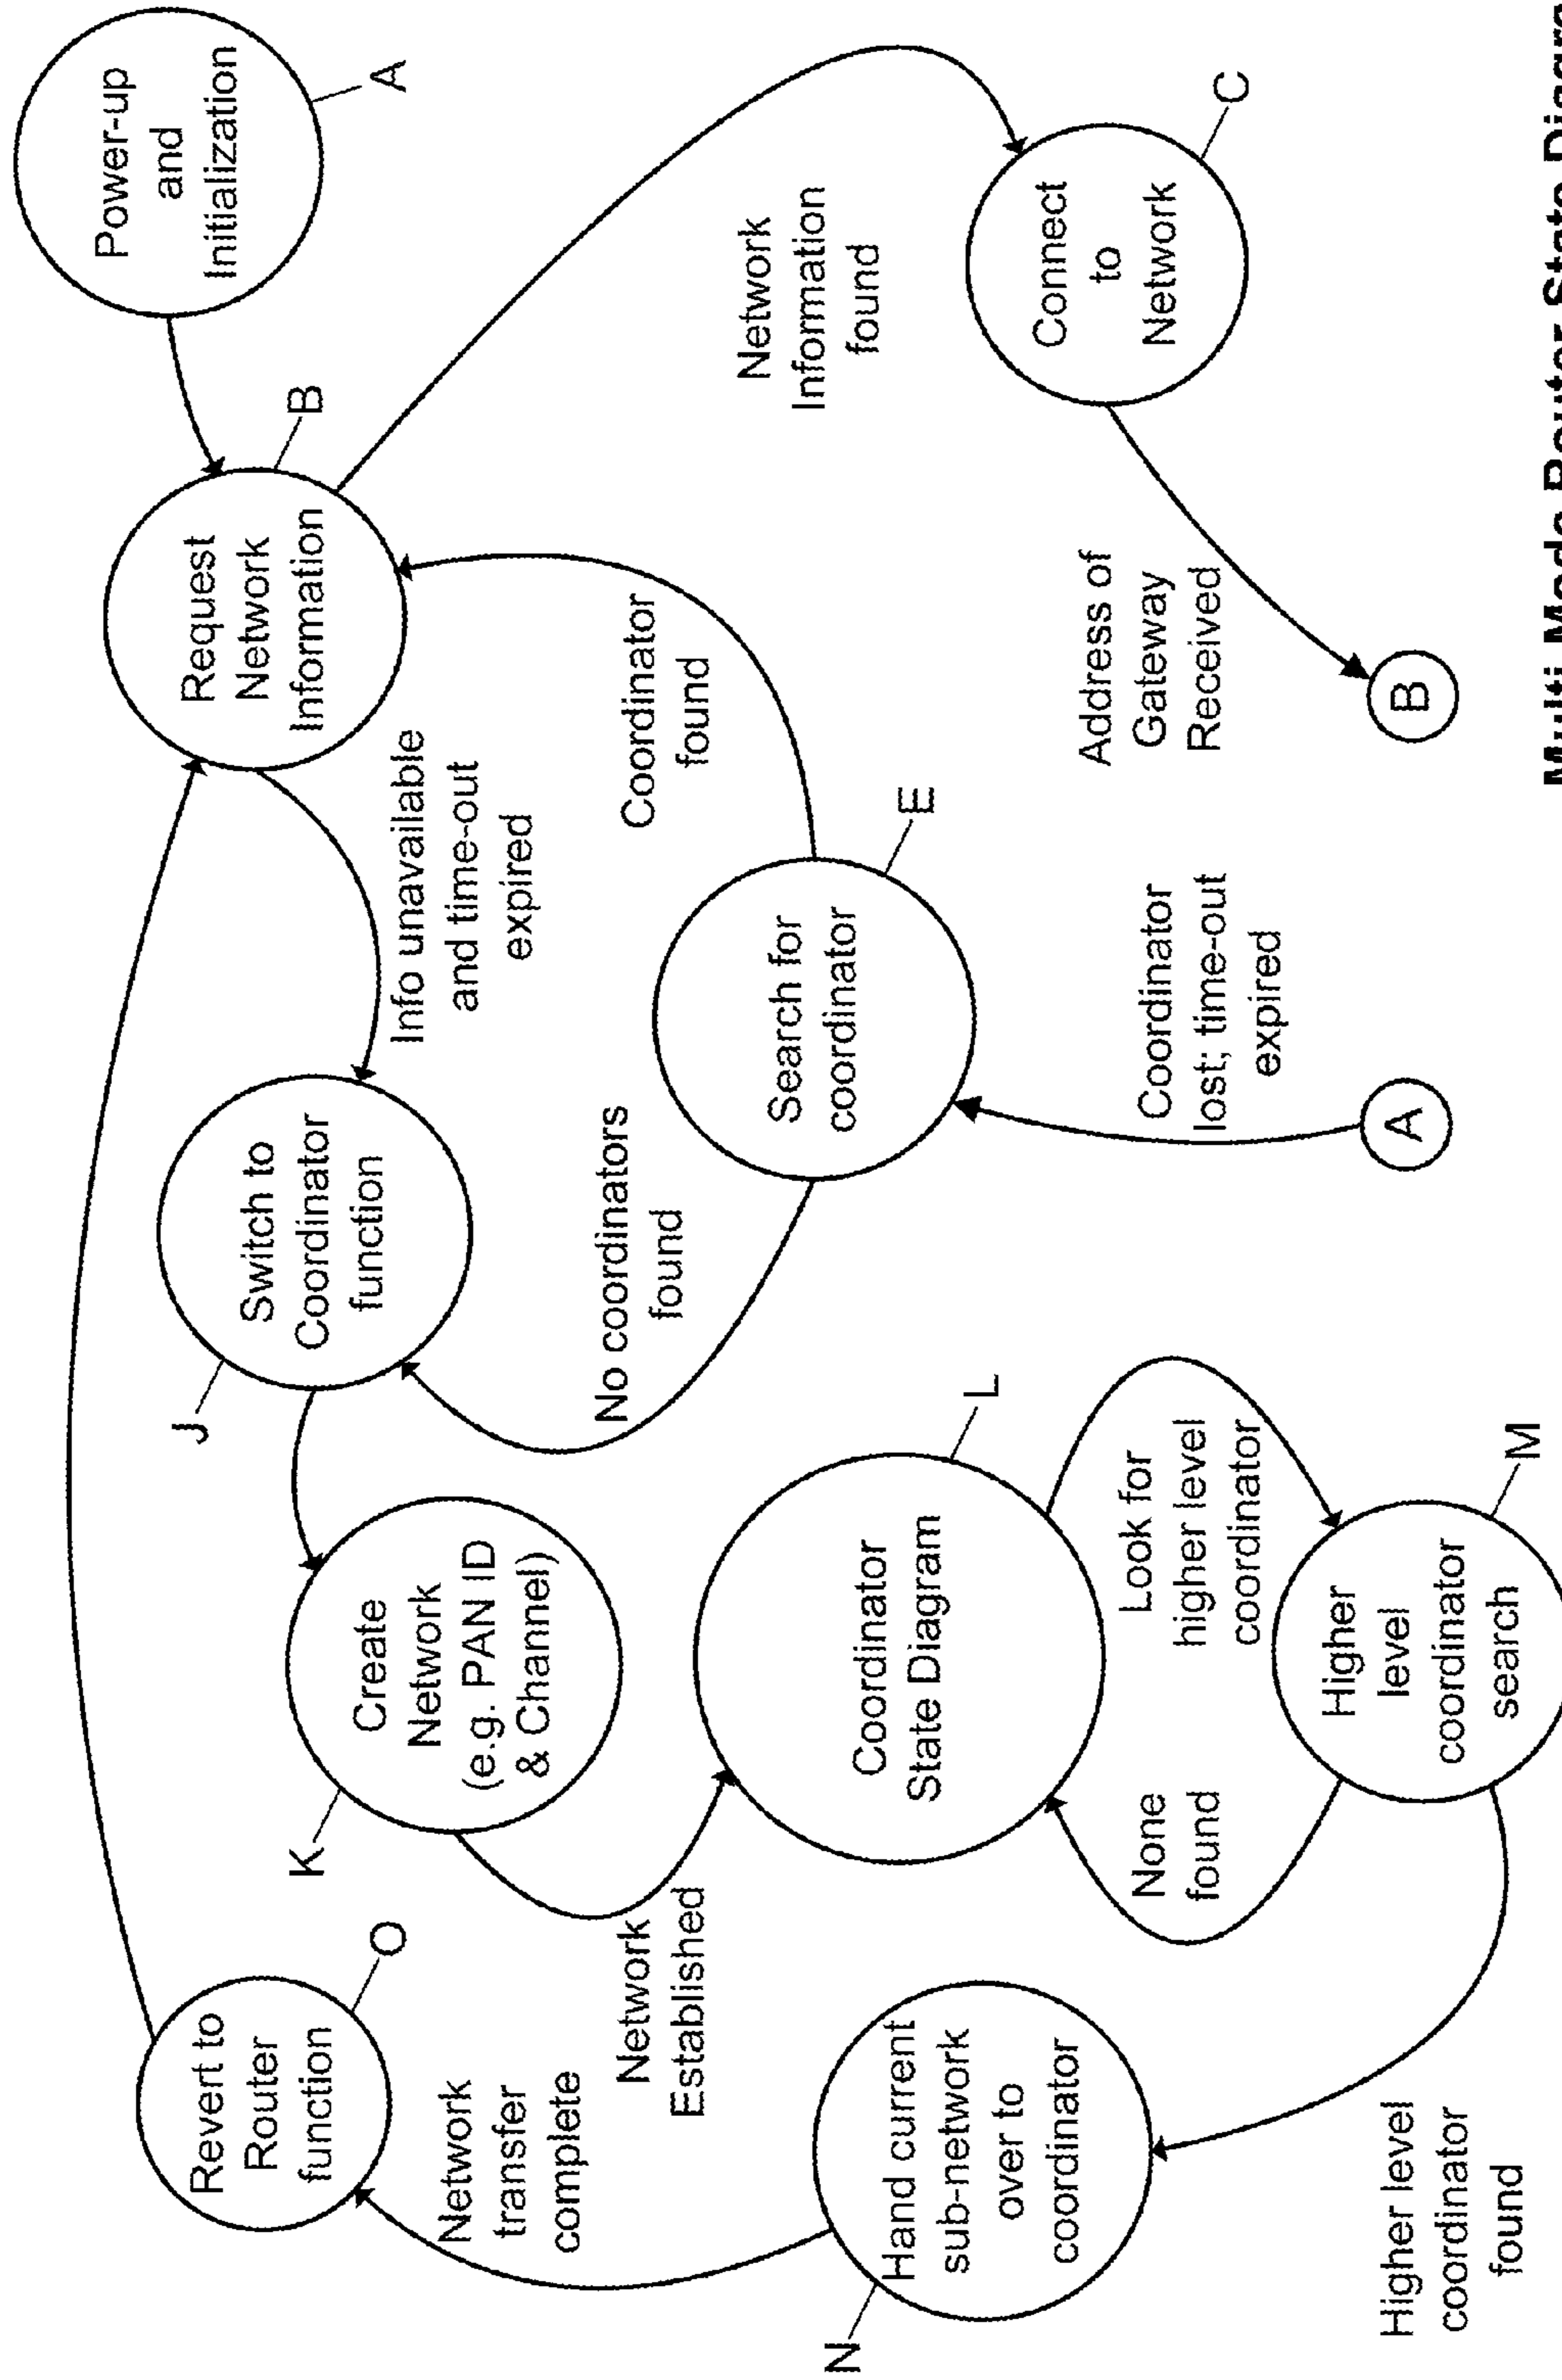 Revert to
Router
function
O
Power-up
and
Initialization
A
Request
Network
Information
B
Switch to
Coordinator
function
J
Create
Network
(e.g. PAN ID
& Channel)
K
Info unavailable
and time-out
expired
Network
transfer
complete
Network
Established
No coordinators
found
Coordinator
found
Network
Information
found
Hand current
sub-network
over to
coordinator
N
Coordinator
State Diagram
L
Search for
coordinator
E
Connect
to
Network
C
None
found
Look for
higher level
coordinator
Coordinator
lost; time-out
expired
Address of
Gateway
Received
Higher level
coordinator
found
Higher
level
coordinator
search
M
A
B
Multi-Mode Router State